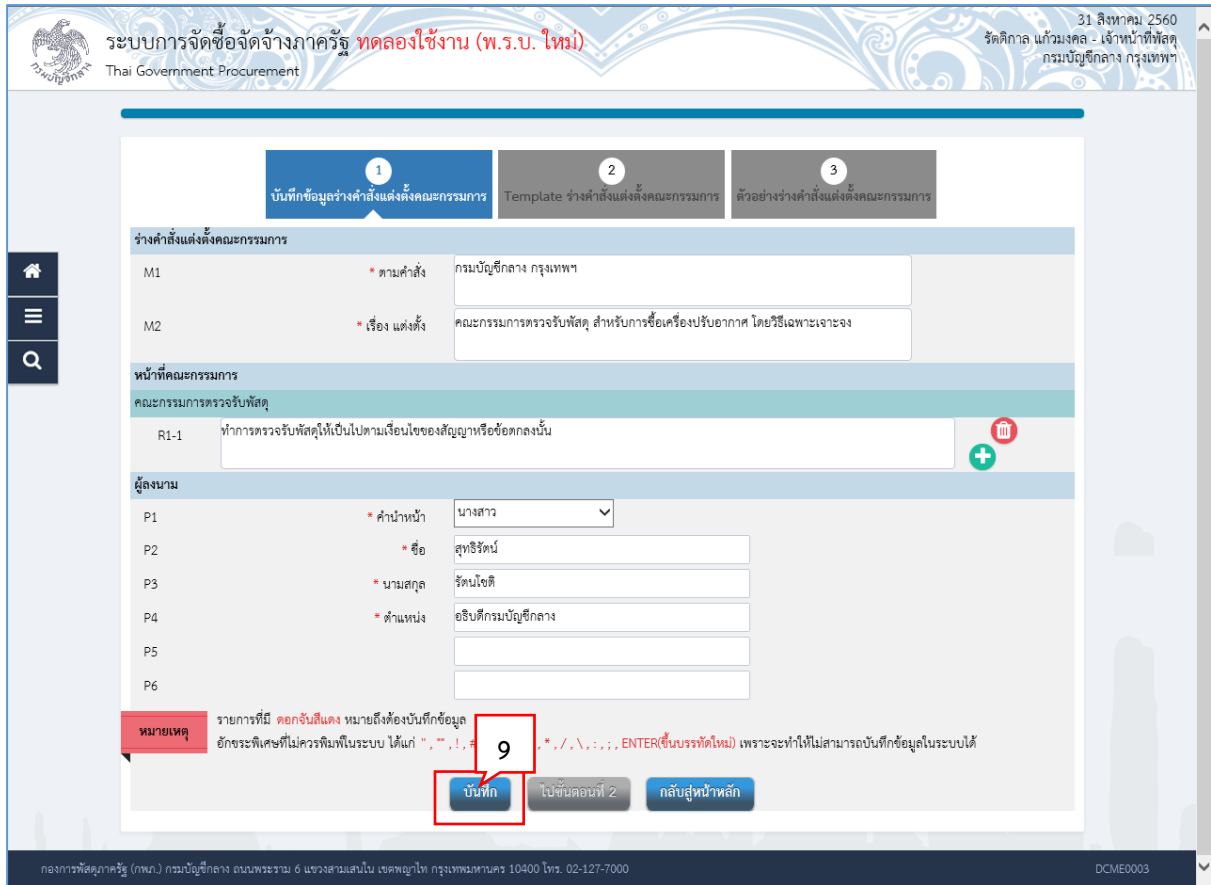 31 สิงหาคม 2560
ระบบการจัดซื้อจัดจ้างภาครัฐ ทดลองใช้งาน (พ.ร.บ. ใหม่)
รัตติกาล แก้วมงคล - เจ้าหน้าที่พัสดุ
กรมบัญชีกลาง กรุงเทพฯ
Thai Government Procurement
กรมบัญชีกลาง
1
บันทึกข้อมูลร่างคำสั่งแต่งตั้งคณะกรรมการ
2
Template ร่างคำสั่งแต่งตั้งคณะกรรมการ
3
ตัวอย่างร่างคำสั่งแต่งตั้งคณะกรรมการ
ร่างคำสั่งแต่งตั้งคณะกรรมการ
M1 * ตามคำสั่ง กรมบัญชีกลาง กรุงเทพฯ
M2 * เรื่อง แต่งตั้ง คณะกรรมการตรวจรับพัสดุ สำหรับการซื้อเครื่องปรับอากาศ โดยวิธีเฉพาะเจาะจง
หน้าที่คณะกรรมการ
คณะกรรมการตรวจรับพัสดุ
R1-1 ทำการตรวจรับพัสดุให้เป็นไปตามเงื่อนไขของสัญญาหรือข้อตกลงนั้น
ผู้ลงนาม
P1 * คำนำหน้า นางสาว
P2 * ชื่อ สุทธิรัตน์
P3 * นามสกุล รัตนโชติ
P4 * ตำแหน่ง อธิบดีกรมบัญชีกลาง
P5
P6
หมายเหตุ
รายการที่มี ดอกจันสีแดง หมายถึงต้องบันทึกข้อมูล
อักขระพิเศษที่ไม่ควรพิมพ์ในระบบ ได้แก่ ", "", !, # , *, /, \, :, ;, ENTER(ขึ้นบรรทัดใหม่) เพราะจะทำให้ไม่สามารถบันทึกข้อมูลในระบบได้
9
บันทึก ไปขั้นตอนที่ 2 กลับสู่หน้าหลัก
กองการพัสดุภาครัฐ (กพภ.) กรมบัญชีกลาง ถนนพระราม 6 แขวงสามเสนใน เขตพญาไท กรุงเทพมหานคร 10400 โทร. 02-127-7000 DCME0003